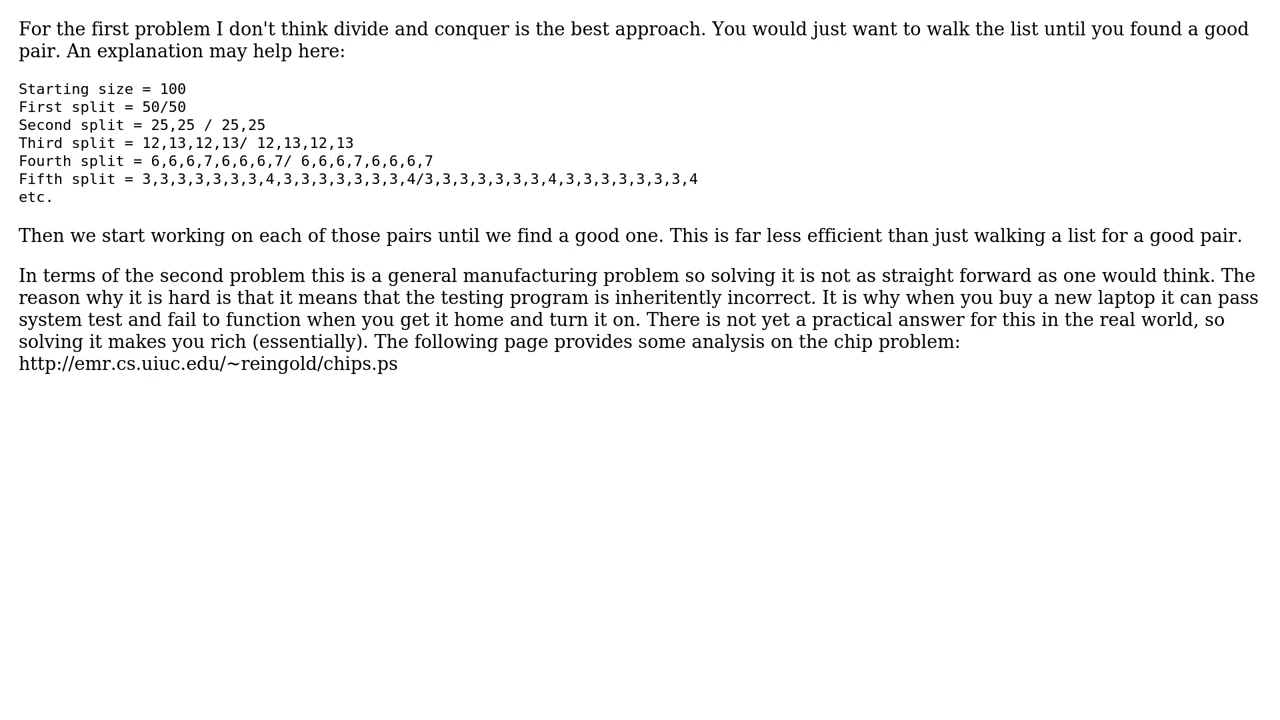 For the first problem I don't think divide and conquer is the best approach. You would just want to walk the list until you found a good
pair. An explanation may help here:
Starting size = 100
First split = 50/50
Second split = 25,25 / 25,25
Third split = 12,13,12,13/ 12,13,12,13
Fourth split = 6,6,6,7,6,6,6,7/ 6,6,6,7,6,6,6,7
Fifth split = 3,3,3,3,3,3,3,4,3,3,3,3,3,3,3,4/3,3,3,3,3,3,3,4,3,3,3,3,3,3,3,4
etc.
Then we start working on each of those pairs until we find a good one. This is far less efficient than just walking a list for a good pair.
In terms of the second problem this is a general manufacturing problem so solving it is not as straight forward as one would think. The
reason why it is hard is that it means that the testing program is inheritently incorrect. It is why when you buy a new laptop it can pass
system test and fail to function when you get it home and turn it on. There is not yet a practical answer for this in the real world, so
solving it makes you rich (essentially). The following page provides some analysis on the chip problem:
http://emr.cs.uiuc.edu/~reingold/chips.ps